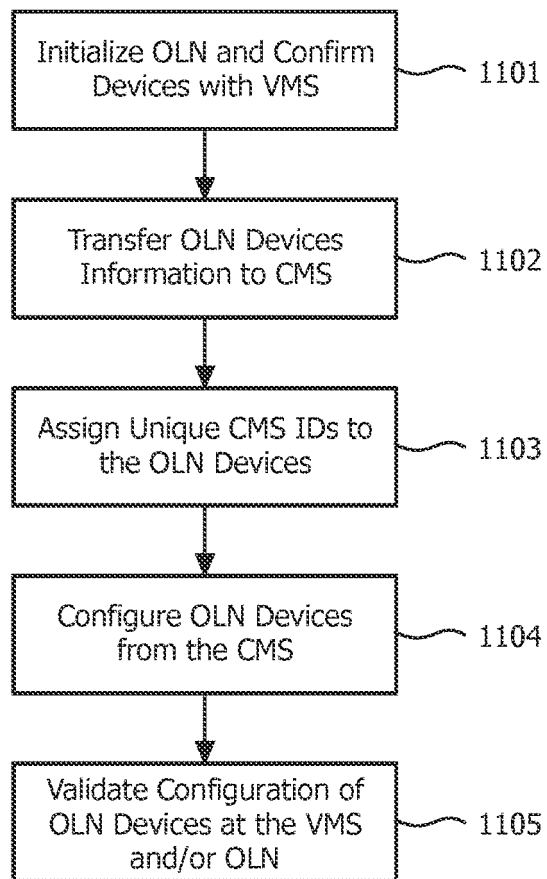 Initialize OLN and Confirm
Devices with VMS
1101
Transfer OLN Devices
Information to CMS
1102
Assign Unique CMS IDs to
the OLN Devices
1103
Configure OLN Devices
from the CMS
1104
Validate Configuration of
OLN Devices at the VMS
and/or OLN
1105